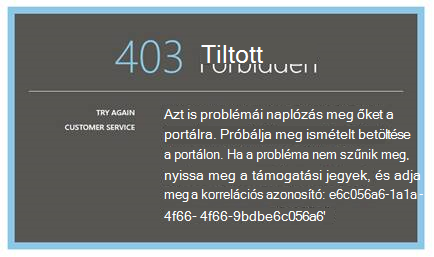 403 Tiltott
Forbidden
TRY AGAIN
CUSTOMER SERVICE
Azt is problémái naplózás meg őket a
portálra. Próbálja meg ismételt betöltése
a portálon. Ha a probléma nem szűnik meg,
nyissa meg a támogatási jegyek, és adja
meg a korrelációs azonosító: e6c056a6-1a1a-
4f66- 4f66-9bdbe6c056a6'